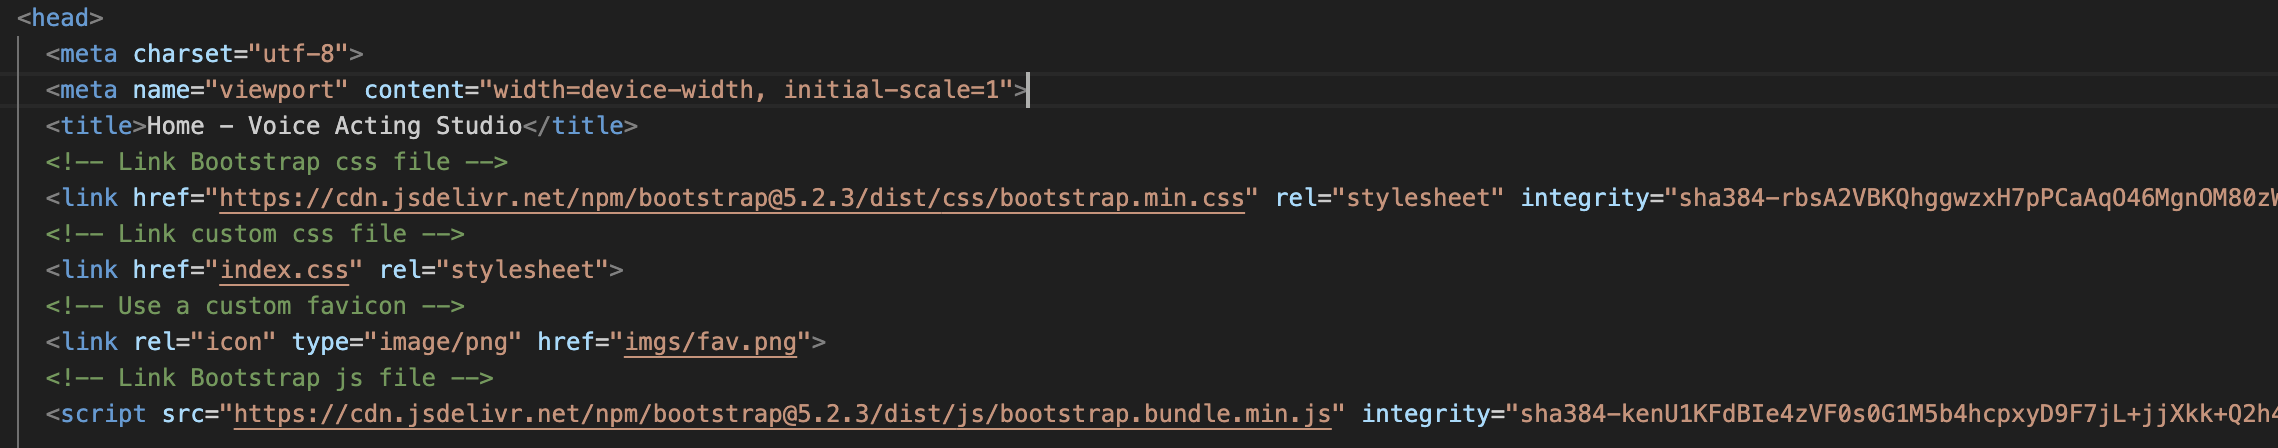 <head>
<meta charset="utf-8">
<meta name="viewport" content="width=device-width, initial-scale=1">
<title>Home - Voice Acting Studio</title>
<!-- Link Bootstrap css file -->
<link href="https://cdn.jsdelivr.net/npm/bootstrap@5.2.3/dist/css/bootstrap.min.css" rel="stylesheet" integrity="sha384-rbsA2VBKQhggwzxH7pPCaAqO46MgnOM80zW
<!-- Link custom css file -->
<link href="index.css" rel="stylesheet">
<!-- Use a custom favicon -->
<link rel="icon" type="image/png" href="imgs/fav.png">
<!-- Link Bootstrap js file -->
<script src="https://cdn.jsdelivr.net/npm/bootstrap@5.2.3/dist/js/bootstrap.bundle.min.js" integrity="sha384-kenU1KFdBIe4zVF0s0G1M5b4hcpxyD9F7jL+jjXkk+Q2h4